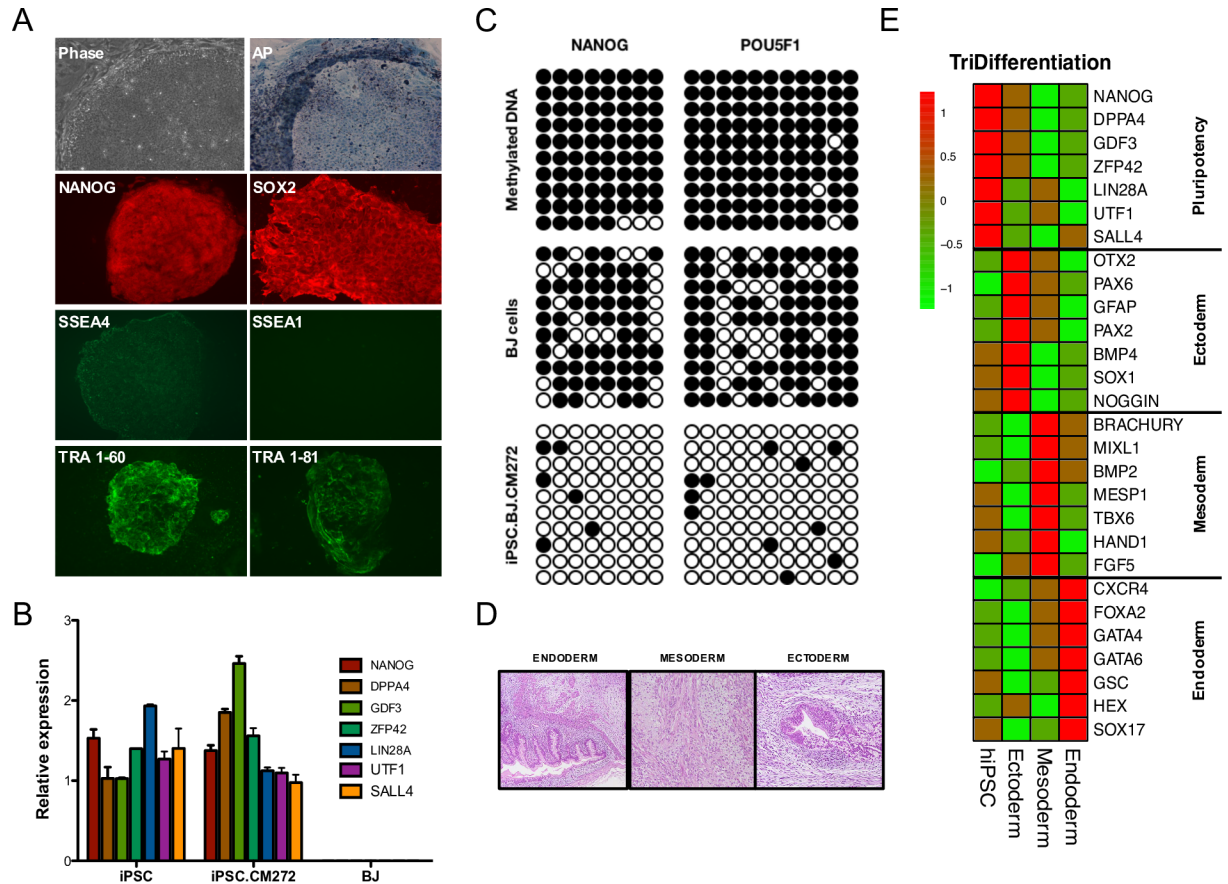 A
Phase
AP
NANOG
SOX2
SSEA4
SSEA1
TRA 1-60
TRA 1-81
B
Relative expression
3
2
1
0
iPSC
iPSC.CM272
BJ
NANOG
DPPA4
GDF3
ZFP42
LIN28A
UTF1
SALL4
C
NANOG
POU5F1
Methylated DNA
BJ cells
iPSC.BJ.CM272
D
ENDODERM
MESODERM
ECTODERM
E
TriDifferentiation
1
0.5
0
−0.5
−1
NANOG
DPPA4
GDF3
ZFP42
LIN28A
UTF1
SALL4
Pluripotency
OTX2
PAX6
GFAP
PAX2
BMP4
SOX1
NOGGIN
Ectoderm
BRACHURY
MIXL1
BMP2
MESP1
TBX6
HAND1
FGF5
Mesoderm
CXCR4
FOXA2
GATA4
GATA6
GSC
HEX
SOX17
Endoderm
hiPSC
Ectoderm
Mesoderm
Endoderm